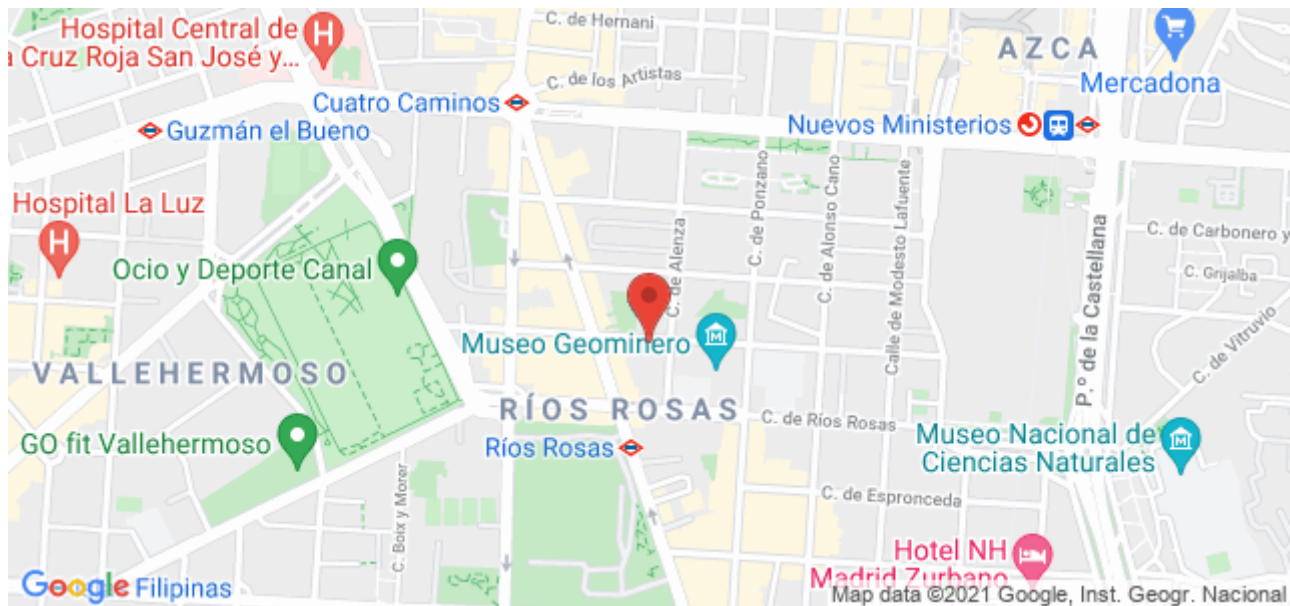 Hospital Central de
a Cruz Roja San José y...
C. de Hernani
AZCA
Mercadona
C. de los Artistas
Cuatro Caminos
Guzmán el Bueno
Nuevos Ministerios
Hospital La Luz
C. de Alenza
C. de Ponzano
C. de Alonso Cano
Calle de Modesto Lafuente
C. de Carbonero y
C. Grijalba
P.º de la Castellana
C. de Vitruvio
Ocio y Deporte Canal
Museo Geominero
VALLEHERMOSO
RÍOS ROSAS
C. de Ríos Rosas
GO fit Vallehermoso
Ríos Rosas
Museo Nacional de
Ciencias Naturales
C. de Espronceda
C. Boix y Morer
Hotel NH
Madrid Zurbano
Google
Filipinas
Map data ©2021 Google, Inst. Geogr. Nacional